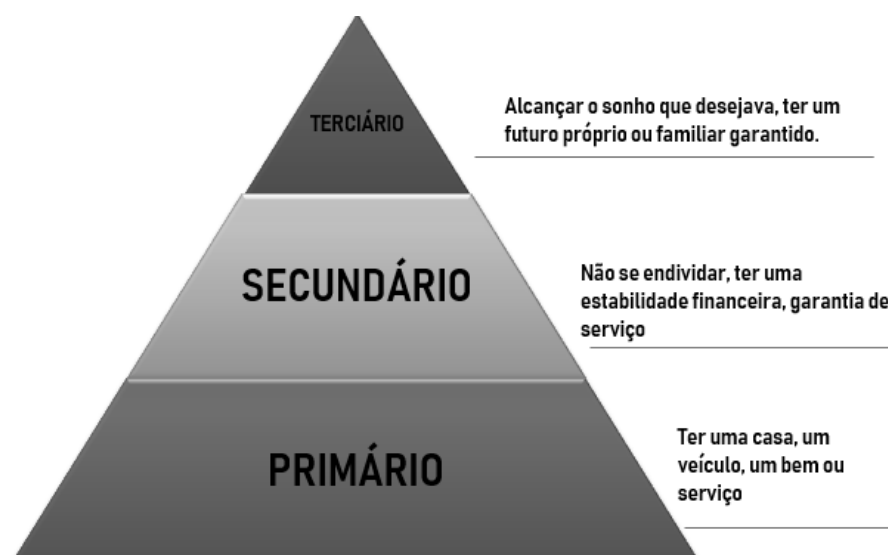 TERCIÁRIO
Alcançar o sonho que desejava, ter um
futuro próprio ou familiar garantido.
SECUNDÁRIO
Não se endividar, ter uma
estabilidade financeira, garantia de
serviço
PRIMÁRIO
Ter uma casa, um
veículo, um bem ou
serviço